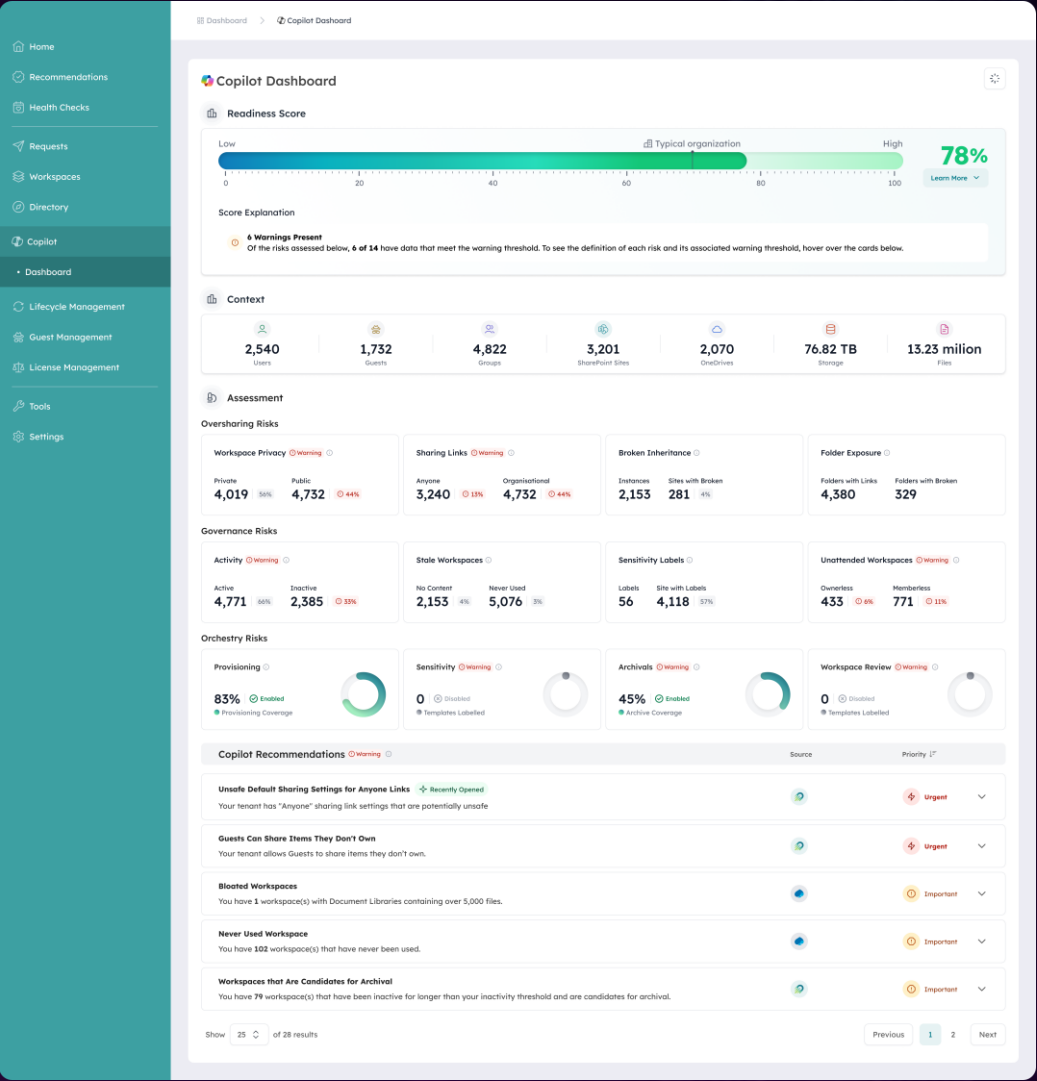 Dashboard > Copilot Dashoard
Home
Recommendations
Health Checks
Requests
Workspaces
Directory
Copilot
• Dashboard
Lifecycle Management
Guest Management
License Management
Tools
Settings
Copilot Dashboard
Readiness Score
Low Typical organization High
78%
Learn More
0 20 40 60 80 100
Score Explanation
6 Warnings Present
Of the risks assessed below, 6 of 14 have data that meet the warning threshold. To see the definition of each risk and its associated warning threshold, hover over the cards below.
Context
2,540 1,732 4,822 3,201 2,070 76.82 TB 13.23 milion
Users Guests Groups SharePoint Sites OneDrives Storage Files
Assessment
Oversharing Risks
Workspace Privacy Warning
Private Public
4,019 56% 4,732 44%
Sharing Links Warning
Anyone Organisational
3,240 13% 4,732 44%
Broken Inheritance
Instances Sites with Broken
2,153 281 4%
Folder Exposure
Folders with Links Folders with Broken
4,380 329
Governance Risks
Activity Warning
Active Inactive
4,771 66% 2,385 33%
Stale Workspaces
No Content Never Used
2,153 4% 5,076 3%
Sensitivity Labels
Labels Site with Labels
56 4,118 57%
Unattended Workspaces Warning
Ownerless Memberless
433 6% 771 11%
Orchestry Risks
Provisioning
83% Enabled
Provisioning Coverage
Sensitivity Warning
0 Disabled
Templates Labelled
Archivals Warning
45% Enabled
Archive Coverage
Workspace Review Warning
0 Disabled
Templates Labelled
Copilot Recommendations Warning Source Priority
Unsafe Default Sharing Settings for Anyone Links Recently Opened
Your tenant has "Anyone" sharing link settings that are potentially unsafe
Urgent
Guests Can Share Items They Don't Own
Your tenant allows Guests to share items they don't own.
Urgent
Bloated Workspaces
You have 1 workspace(s) with Document Libraries containing over 5,000 files.
Important
Never Used Workspace
You have 102 workspace(s) that have never been used.
Important
Workspaces that Are Candidates for Archival
You have 79 workspace(s) that have been inactive for longer than your inactivity threshold and are candidates for archival.
Important
Show 25 of 28 results Previous 1 2 Next